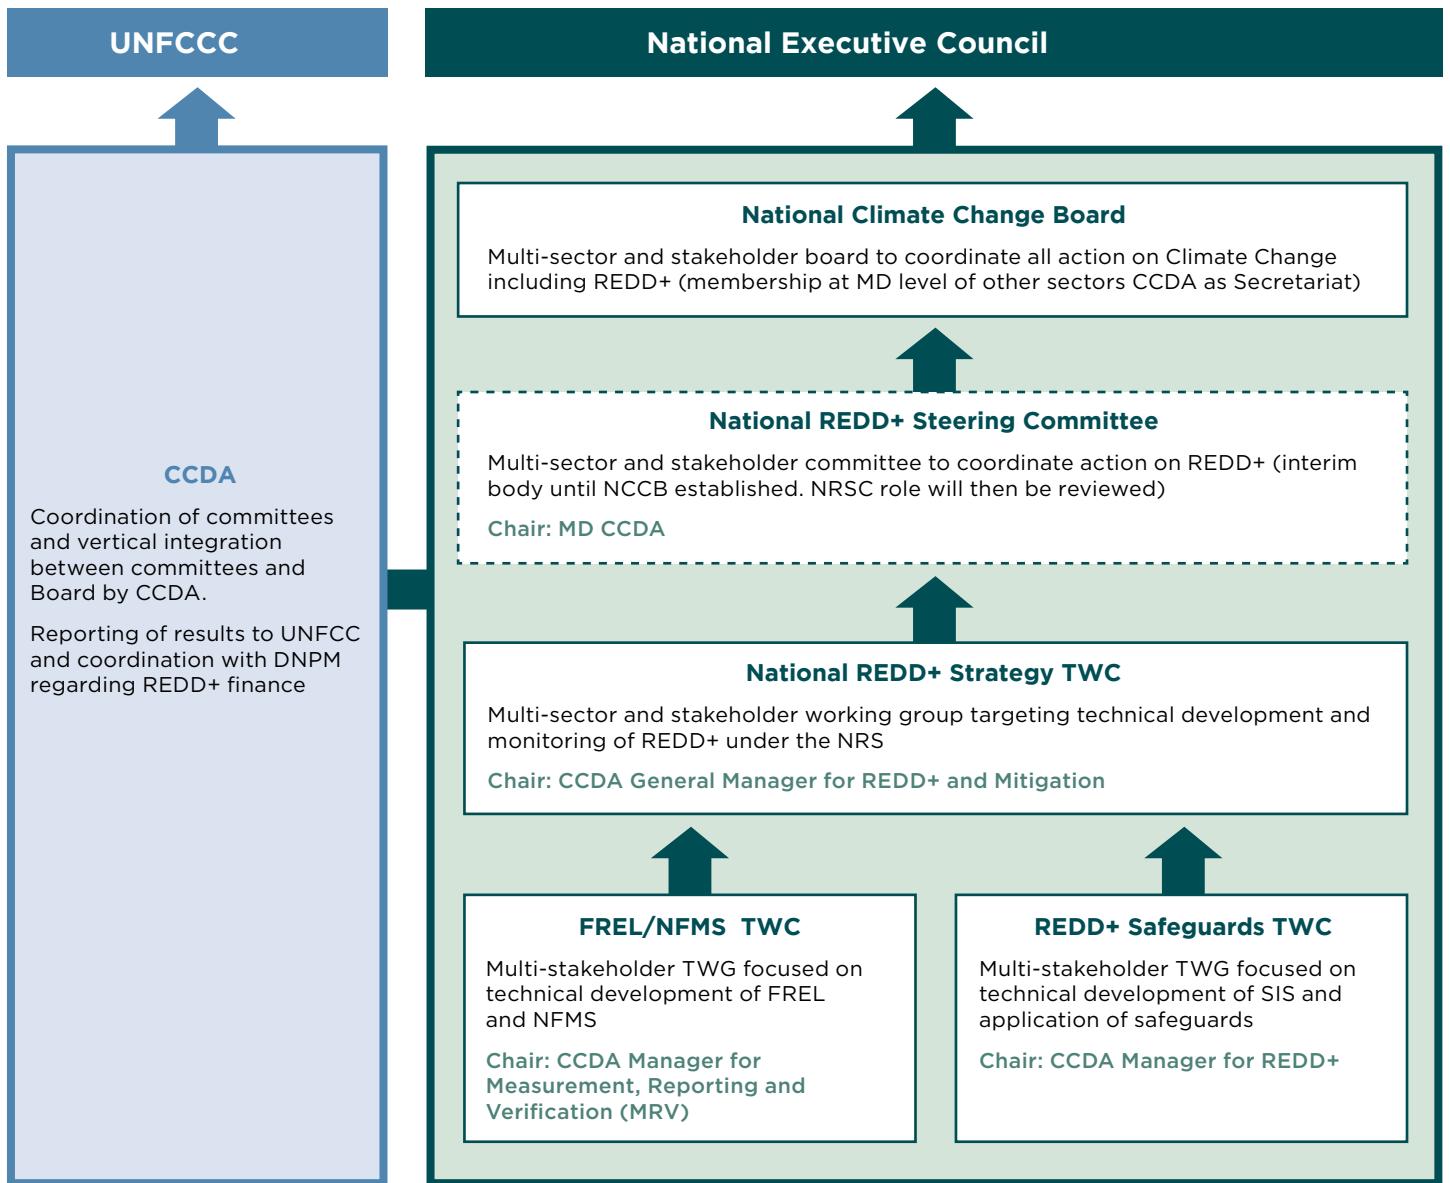 UNFCCC
National Executive Council
CCDA
Coordination of committees
and vertical integration
between committees and
Board by CCDA.
Reporting of results to UNFCC
and coordination with DNPM
regarding REDD+ finance
National Climate Change Board
Multi-sector and stakeholder board to coordinate all action on Climate Change
including REDD+ (membership at MD level of other sectors CCDA as Secretariat)
National REDD+ Steering Committee
Multi-sector and stakeholder committee to coordinate action on REDD+ (interim
body until NCCB established. NRSC role will then be reviewed)
Chair: MD CCDA
National REDD+ Strategy TWC
Multi-sector and stakeholder working group targeting technical development and
monitoring of REDD+ under the NRS
Chair: CCDA General Manager for REDD+ and Mitigation
FREL/NFMS TWC
Multi-stakeholder TWG focused on
technical development of FREL
and NFMS
Chair: CCDA Manager for
Measurement, Reporting and
Verification (MRV)
REDD+ Safeguards TWC
Multi-stakeholder TWG focused on
technical development of SIS and
application of safeguards
Chair: CCDA Manager for REDD+